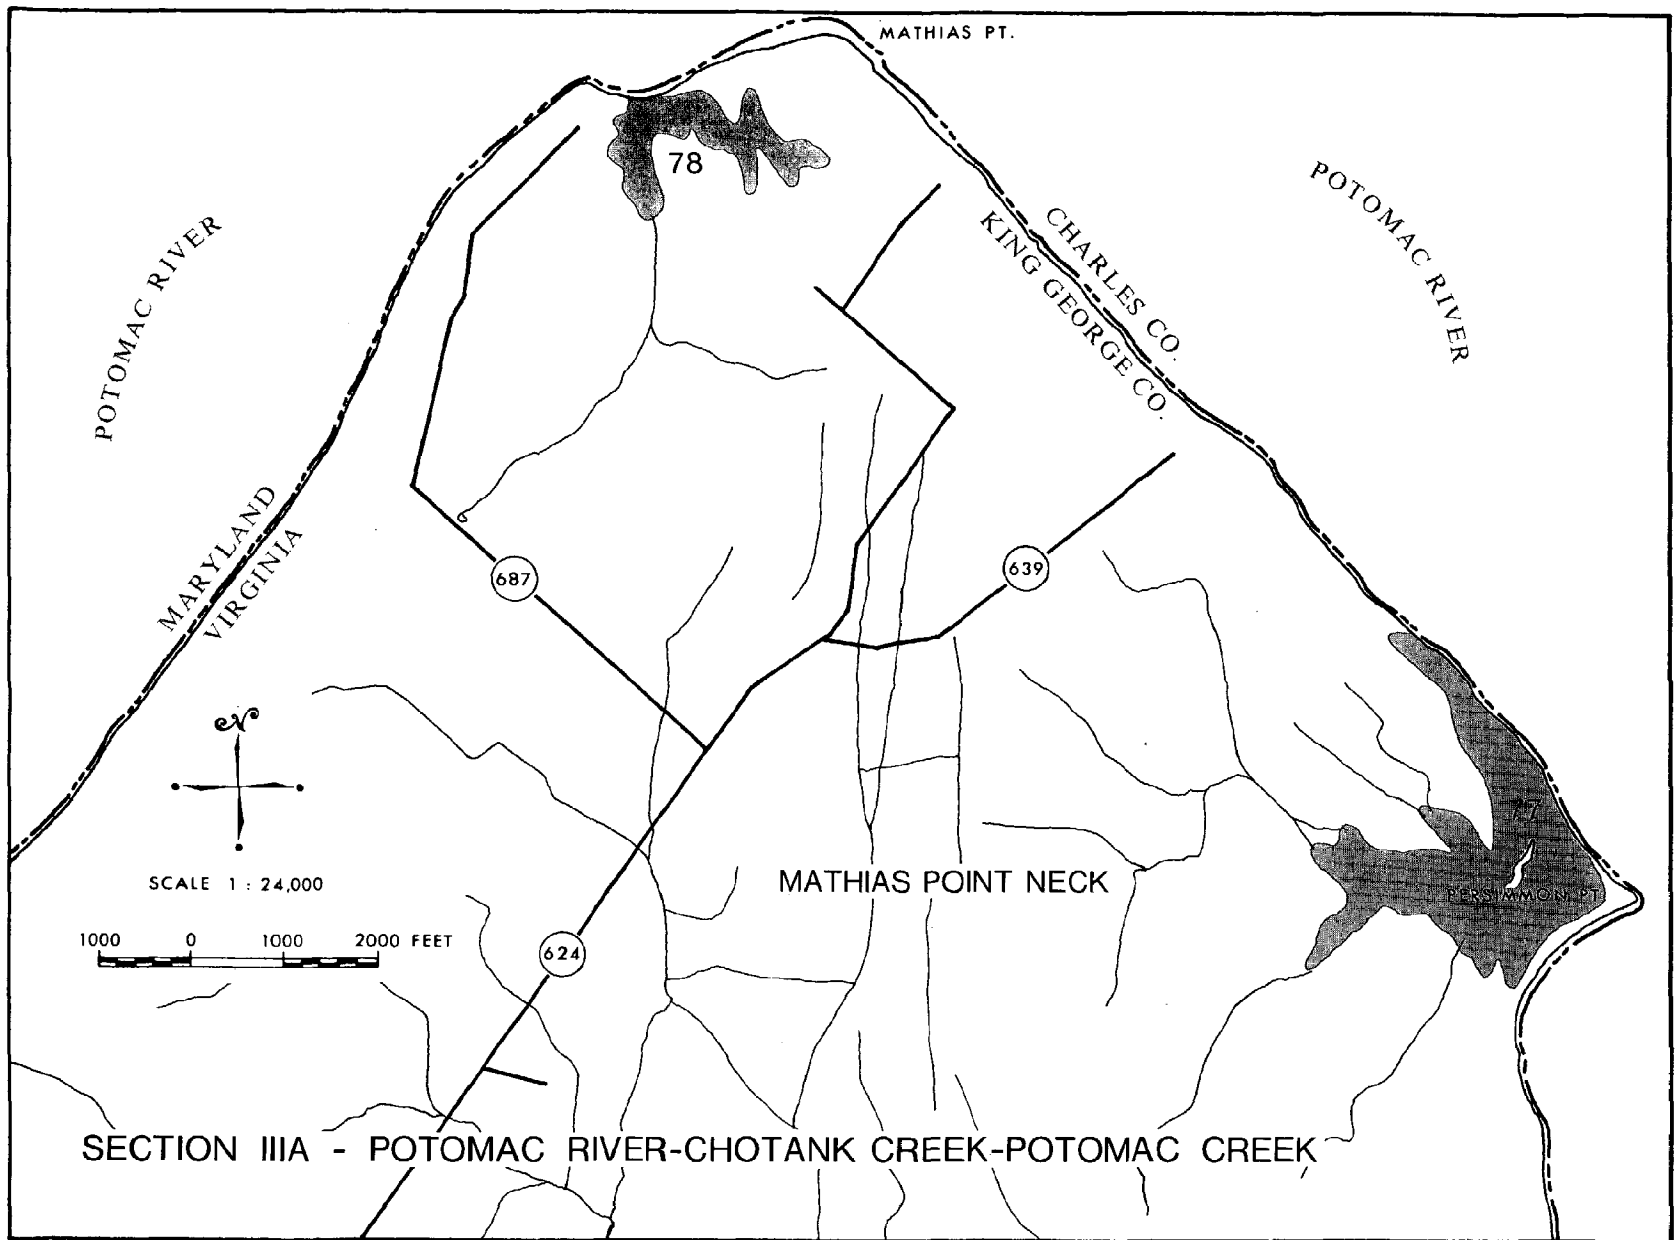 MATHIAS PT.
78
POTOMAC RIVER
POTOMAC RIVER
CHARLES CO.
KING GEORGE CO.
MARYLAND
VIRGINIA
687
639
N
77
SCALE 1 : 24,000
MATHIAS POINT NECK
PERSIMMON PT.
1000 0 1000 2000 FEET
624
SECTION IIIA - POTOMAC RIVER-CHOTANK CREEK-POTOMAC CREEK